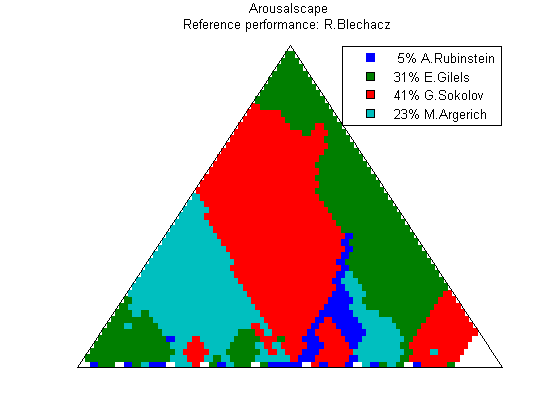 Arousalscape
Reference performance: R.Blechacz
5% A.Rubinstein
31% E.Gilels
41% G.Sokolov
23% M.Argerich